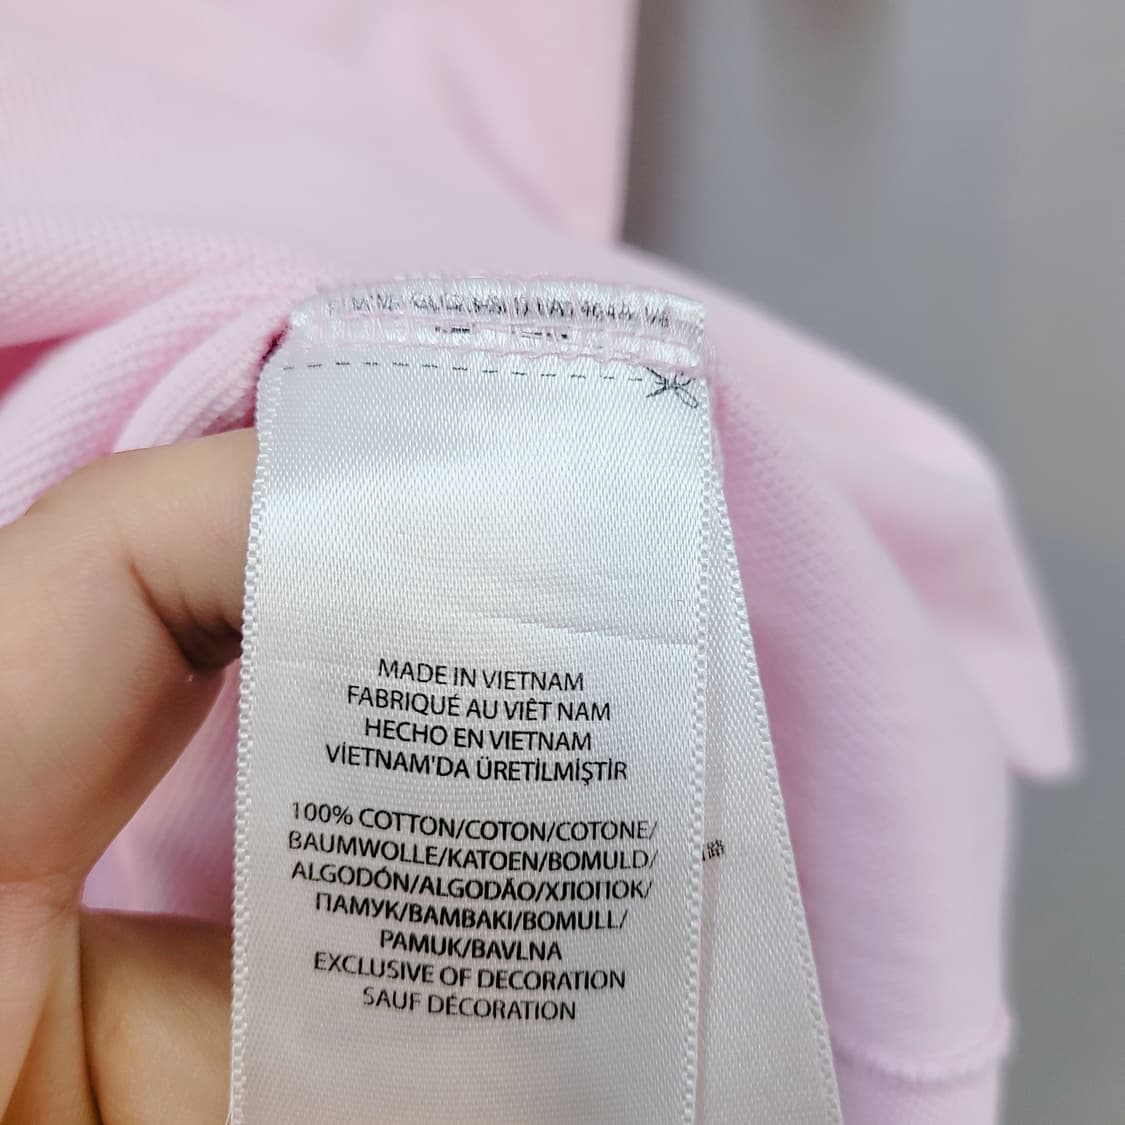 MADE IN VIETNAM
FABRIQUÉ AU VIÊT NAM
HECHO EN VIETNAM
VİETNAM'DA ÜRETİLMİŞTİR
100% COTTON/COTON/COTONE/
BAUMWOLLE/KATOEN/BOMULD/
ALGODÓN/ALGODÃO/ХЛОПОК/
ПАМУК/BAMBAKI/BOMULL/
PAMUK/BAVLNA
EXCLUSIVE OF DECORATION
SAUF DÉCORATION